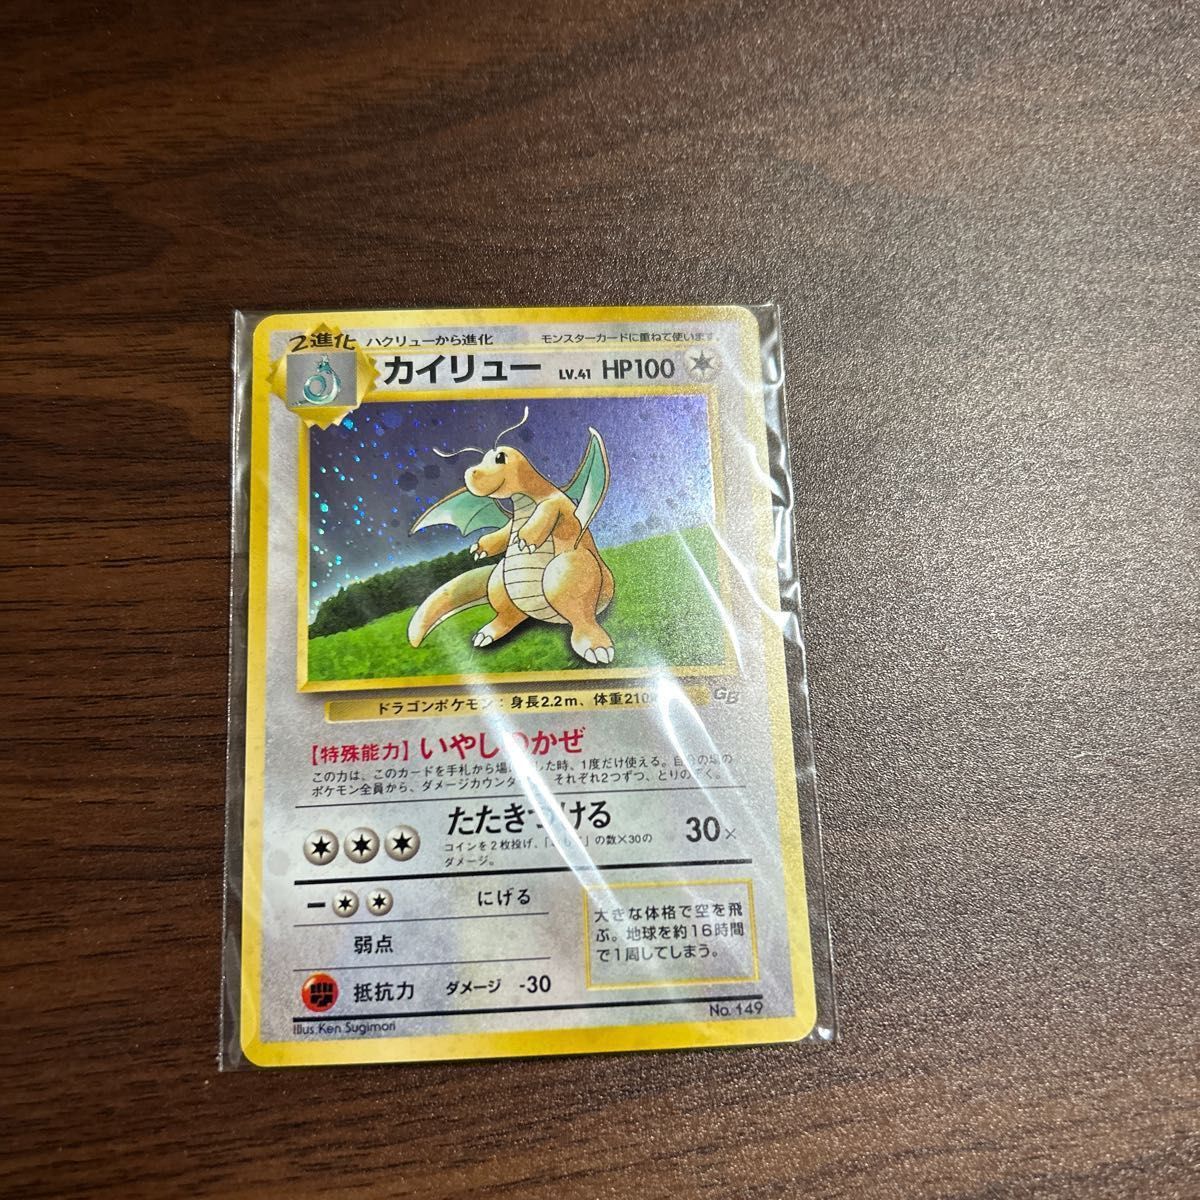 2進化 ハクリューから進化 モンスターカードに重ねて使います
カイリュー LV.41 HP100
ドラゴンポケモン:身長2.2m、体重210
GB
【特殊能力】いやしのかぜ
この力は、このカードを手札から場に した時、1度だけ使える。自分の場の
ポケモン全員から、ダメージカウンタ それぞれ2つずつ、とりのぞく。
たたきつける 30×
コインを2枚投げ、「 」の数×30の
ダメージ。
にげる
弱点
抵抗力 ダメージ -30
大きな体格で空を飛
ぶ。地球を約16時間
で1周してしまう。
Illus.Ken Sugimori
No. 149